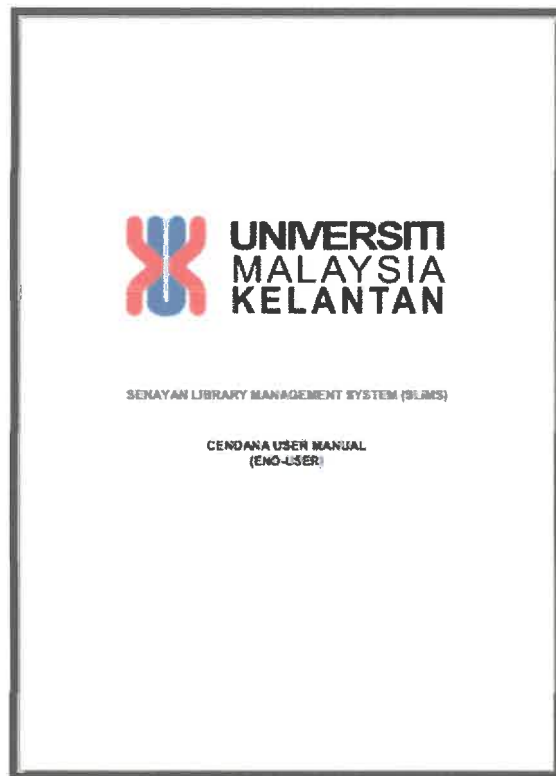 UNIVERSITI
MALAYSIA
KELANTAN
SENAYAN LIBRARY MANAGEMENT SYSTEM (SLiMS)
CENDANA USER MANUAL
(END-USER)